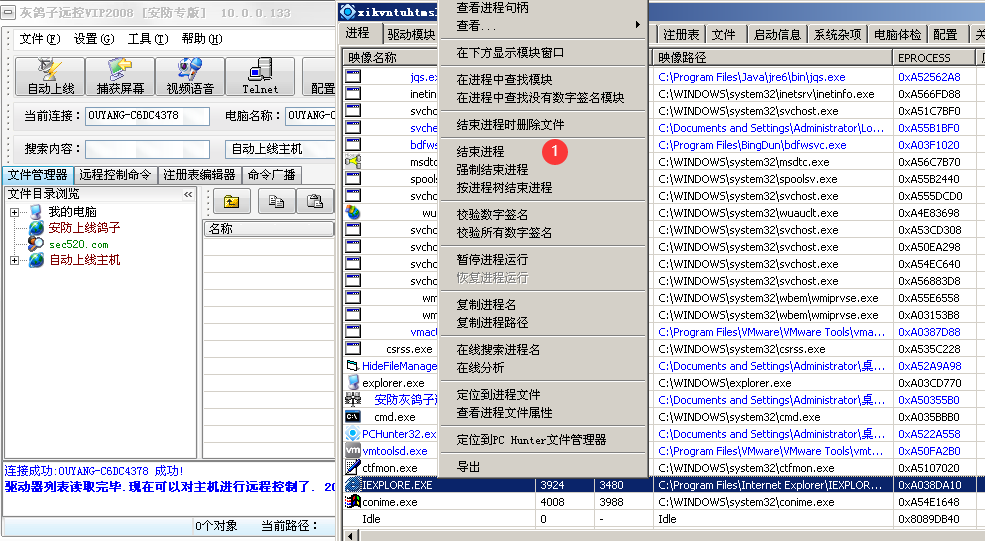 灰鸽子远控VIP2008 [安防专版] 10.0.0.133
文件(F) 设置(G) 工具(T) 帮助(H)
自动上线 捕获屏幕 视频语音 Telnet 配置
当前连接： OUYANG-C6DC4378 电脑名称： OUYANG-C6DC
搜索内容： 自动上线主机
文件管理器 远程控制命令 注册表编辑器 命令广播
文件目录浏览 «
我的电脑
安防上线鸽子
sec520.com
自动上线主机
名称
连接成功:OUYANG-C6DC4378 成功!
驱动器列表读取完毕.现在可以对主机进行远程控制了. 20
0个对象 当前路径：
xikvntuhtms
进程 驱动模块 注册表 文件 启动信息 系统杂项 电脑体检 配置
映像名称 映像路径 EPROCESS
jqs.ex C:\Program Files\Java\jre6\bin\jqs.exe 0xA52562A8
inetin C:\WINDOWS\system32\inetsrv\inetinfo.exe 0xA566FD88
svcho C:\WINDOWS\system32\svchost.exe 0xA51C7BF0
svche C:\Documents and Settings\Administrator\Lo... 0xA55B1BF0
bdfws C:\Program Files\BingDun\bdfwsvc.exe 0xA03F1020
msdtc C:\WINDOWS\system32\msdtc.exe 0xA56C7B70
spools C:\WINDOWS\system32\spoolsv.exe 0xA55B2440
svcho C:\WINDOWS\system32\svchost.exe 0xA555DCD0
wu C:\WINDOWS\system32\wuauclt.exe 0xA4E83698
svcho C:\WINDOWS\system32\svchost.exe 0xA53CD308
svcho C:\WINDOWS\system32\svchost.exe 0xA50EA298
svcho C:\WINDOWS\system32\svchost.exe 0xA54EC640
svcho C:\WINDOWS\system32\svchost.exe 0xA56883D8
wm C:\WINDOWS\system32\wbem\wmiprvse.exe 0xA55E6558
wm C:\WINDOWS\system32\wbem\wmiprvse.exe 0xA03153B8
vmac C:\Program Files\VMware\VMware Tools\vma... 0xA0387D88
csrss.exe C:\WINDOWS\system32\csrss.exe 0xA535C228
HideFileManage C:\Documents and Settings\Administrator\桌... 0xA52A9A98
explorer.exe C:\WINDOWS\explorer.exe 0xA03CD770
安防灰鸽子 C:\Documents and Settings\Administrator\桌... 0xA50355B0
cmd.exe C:\WINDOWS\system32\cmd.exe 0xA035BBB0
PCHunter32.ex C:\Documents and Settings\Administrator\桌... 0xA522A558
vmtoolsd.exe C:\Program Files\VMware\VMware Tools\vmt... 0xA50FA2B0
ctfmon.exe C:\WINDOWS\system32\ctfmon.exe 0xA5107020
IEXPLORE.EXE 3924 3480 C:\Program Files\Internet Explorer\IEXPLOR... 0xA038DA10
conime.exe 4008 3988 C:\WINDOWS\system32\conime.exe 0xA54E1648
Idle 0 - Idle 0x8089DB40
查看进程句柄
查看...
在下方显示模块窗口
在进程中查找模块
在进程中查找没有数字签名模块
结束进程时删除文件
结束进程 1
强制结束进程
按进程树结束进程
校验数字签名
校验所有数字签名
暂停进程运行
恢复进程运行
复制进程名
复制进程路径
在线搜索进程名
在线分析
定位到进程文件
查看进程文件属性
定位到PC Hunter文件管理器
导出